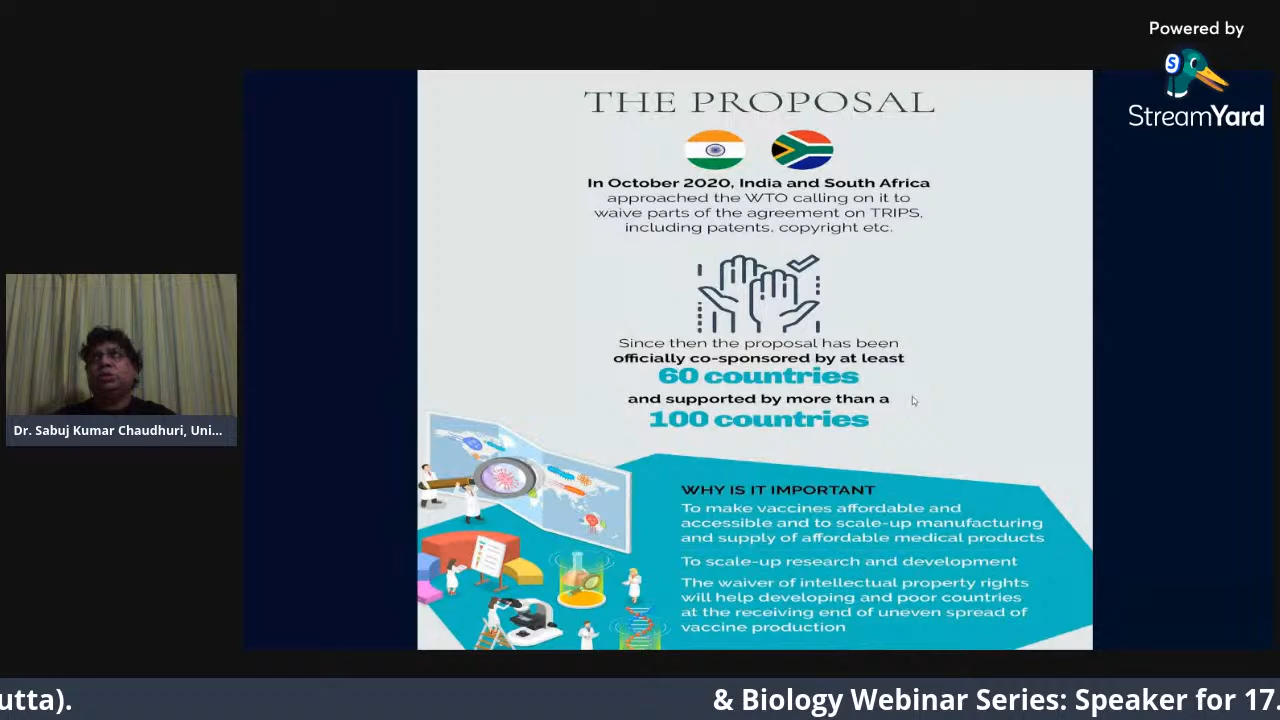 Powered by
StreamYard
THE PROPOSAL
In October 2020, India and South Africa
approached the WTO calling on it to
waive parts of the agreement on TRIPS,
including patents, copyright etc.
Since then the proposal has been
officially co-sponsored by at least
60 countries
and supported by more than a
100 countries
WHY IS IT IMPORTANT
To make vaccines affordable and
accessible and to scale-up manufacturing
and supply of affordable medical products
To scale-up research and development
The waiver of intellectual property rights
will help developing and poor countries
at the receiving end of uneven spread of
vaccine production
Dr. Sabuj Kumar Chaudhuri, Uni...
utta). & Biology Webinar Series: Speaker for 17.